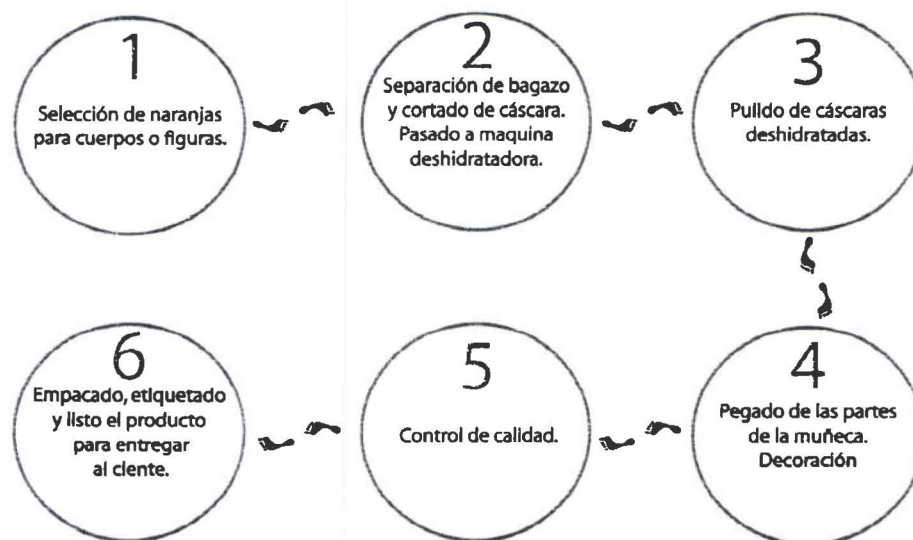 1
Selección de naranjas
para cuerpos o figuras.
2
Separación de bagazo
y cortado de cáscara.
Pasado a maquina
deshidratadora.
3
Pulido de cáscaras
deshidratadas.
4
Pegado de las partes
de la muñeca.
Decoración
5
Control de calidad.
6
Empacado, etiquetado
y listo el producto
para entregar
al cliente.